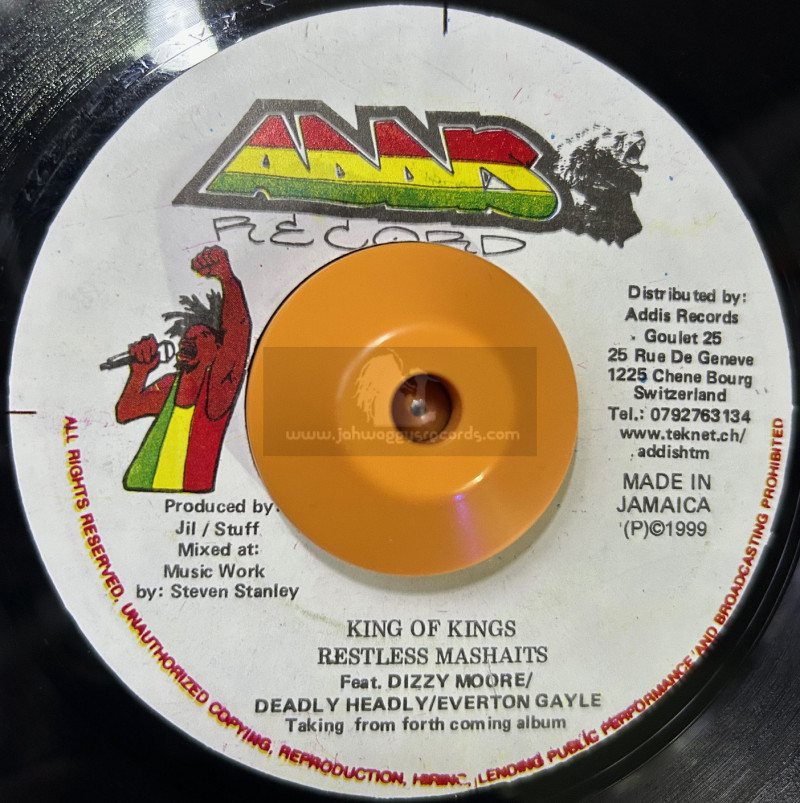 ADDIS
RECORD
Distributed by:
Addis Records
Goulet 25
25 Rue De Geneve
1225 Chene Bourg
Switzerland
Tel.: 0792763134
www.teknet.ch/
addishtm
MADE IN
JAMAICA
(P)©1999
www.jahwaggysrecords.com
Produced by:
Jil / Stuff
Mixed at:
Music Work
by: Steven Stanley
KING OF KINGS
RESTLESS MASHAITS
Feat. DIZZY MOORE/
DEADLY HEADLY/EVERTON GAYLE
Taking from forth coming album
ALL RIGHTS RESERVED, UNAUTHORIZED COPYING, REPRODUCTION, HIRING, LENDING PUBLIC PERFORMANCE AND BROADCASTING PROHIBITED